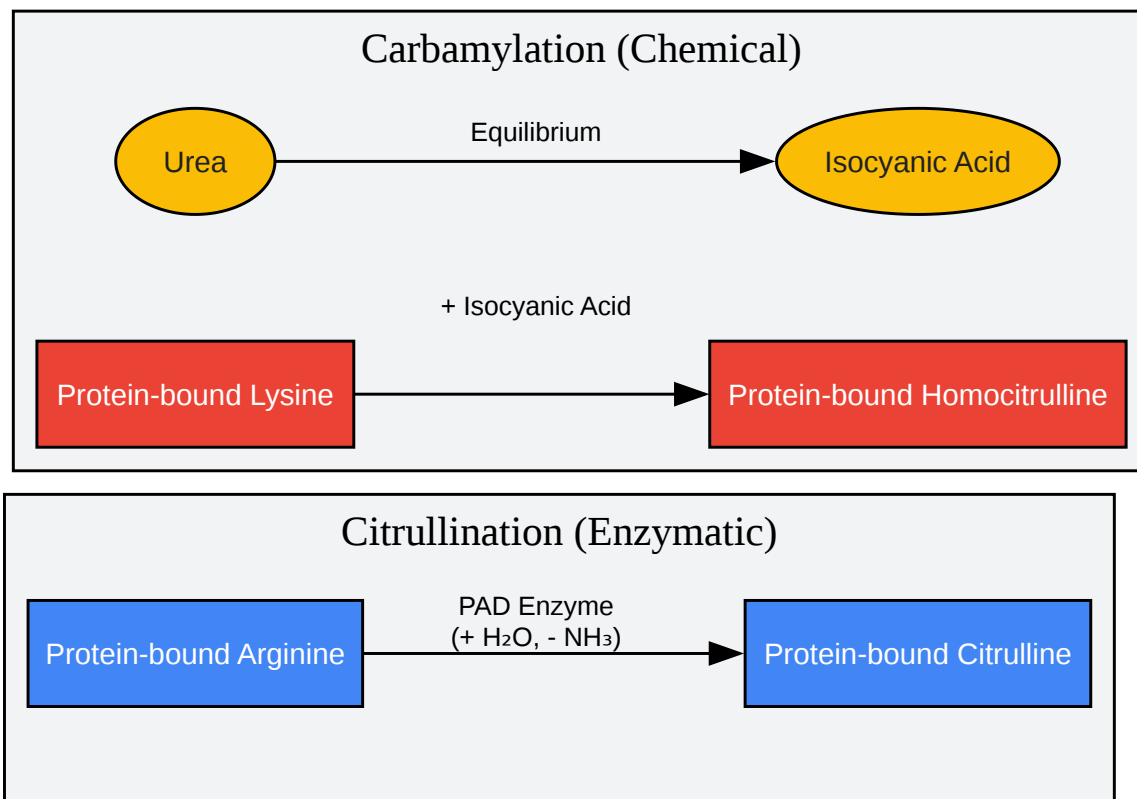 Carbamylation (Chemical)
Urea
Equilibrium
Isocyanic Acid
+ Isocyanic Acid
Protein-bound Lysine
Protein-bound Homocitrulline
Citrullination (Enzymatic)
PAD Enzyme
(+ H₂O, - NH₃)
Protein-bound Arginine
Protein-bound Citrulline